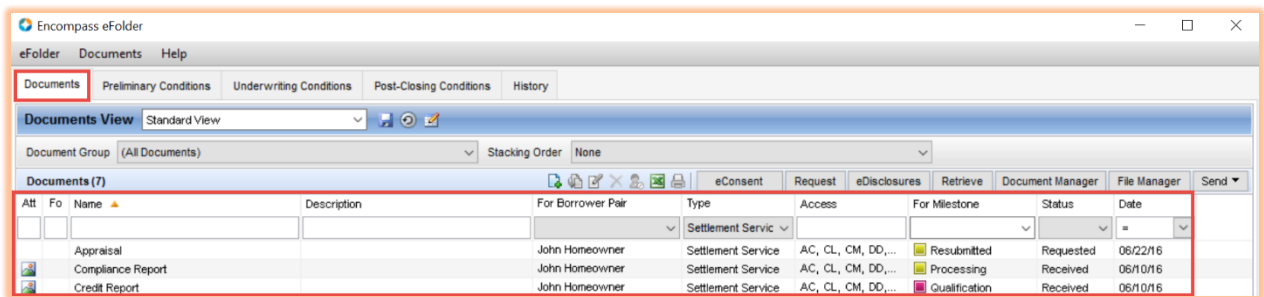 Encompass eFolder
eFolder Documents Help
Documents Preliminary Conditions Underwriting Conditions Post-Closing Conditions History
Documents View Standard View
Document Group (All Documents) Stacking Order None
Documents (7) eConsent Request eDisclosures Retrieve Document Manager File Manager Send
Att Fo Name Description For Borrower Pair Type Access For Milestone Status Date
Settlement Servic =
Appraisal John Homeowner Settlement Service AC, CL, CM, DD,... Resubmitted Requested 06/22/16
Compliance Report John Homeowner Settlement Service AC, CL, CM, DD,... Processing Received 06/10/16
Credit Report John Homeowner Settlement Service AC, CL, CM, DD,... Qualification Received 06/10/16